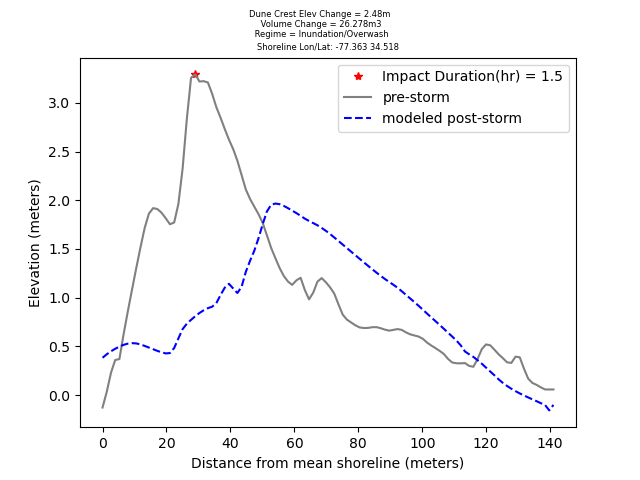 Dune Crest Elev Change = 2.48m
Volume Change = 26.278m3
Regime = Inundation/Overwash
Shoreline Lon/Lat: -77.363 34.518
Impact Duration(hr) = 1.5
pre-storm
modeled post-storm
3.0
2.5
2.0
1.5
1.0
0.5
0.0
Elevation (meters)
0 20 40 60 80 100 120 140
Distance from mean shoreline (meters)